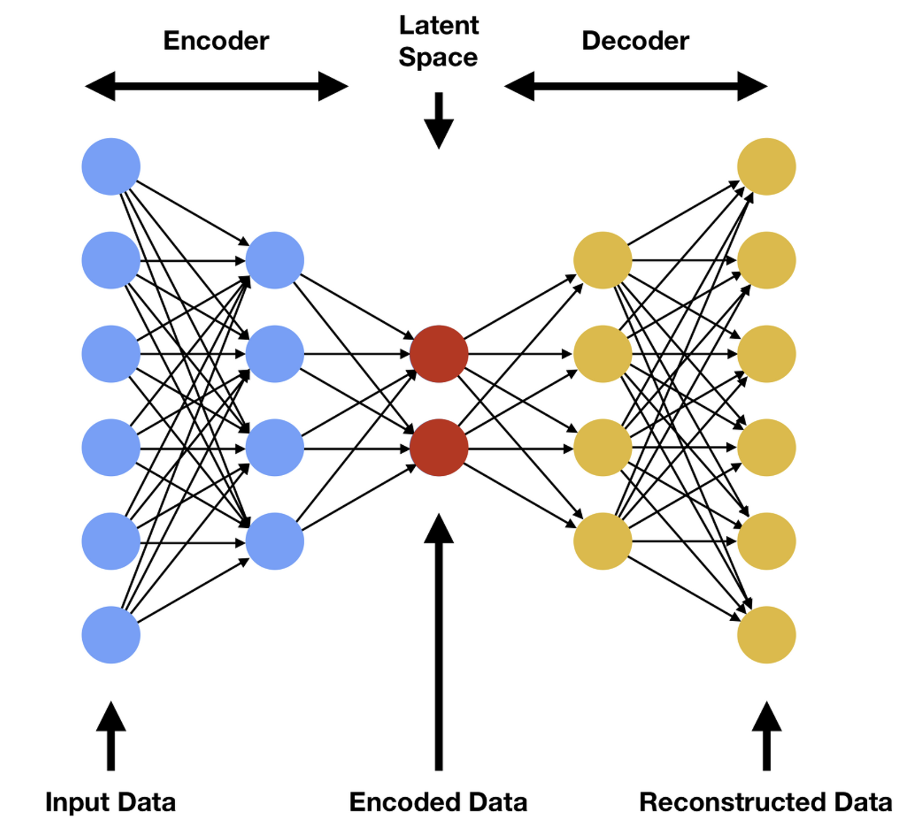 Encoder
Latent
Space
Decoder
Input Data
Encoded Data
Reconstructed Data